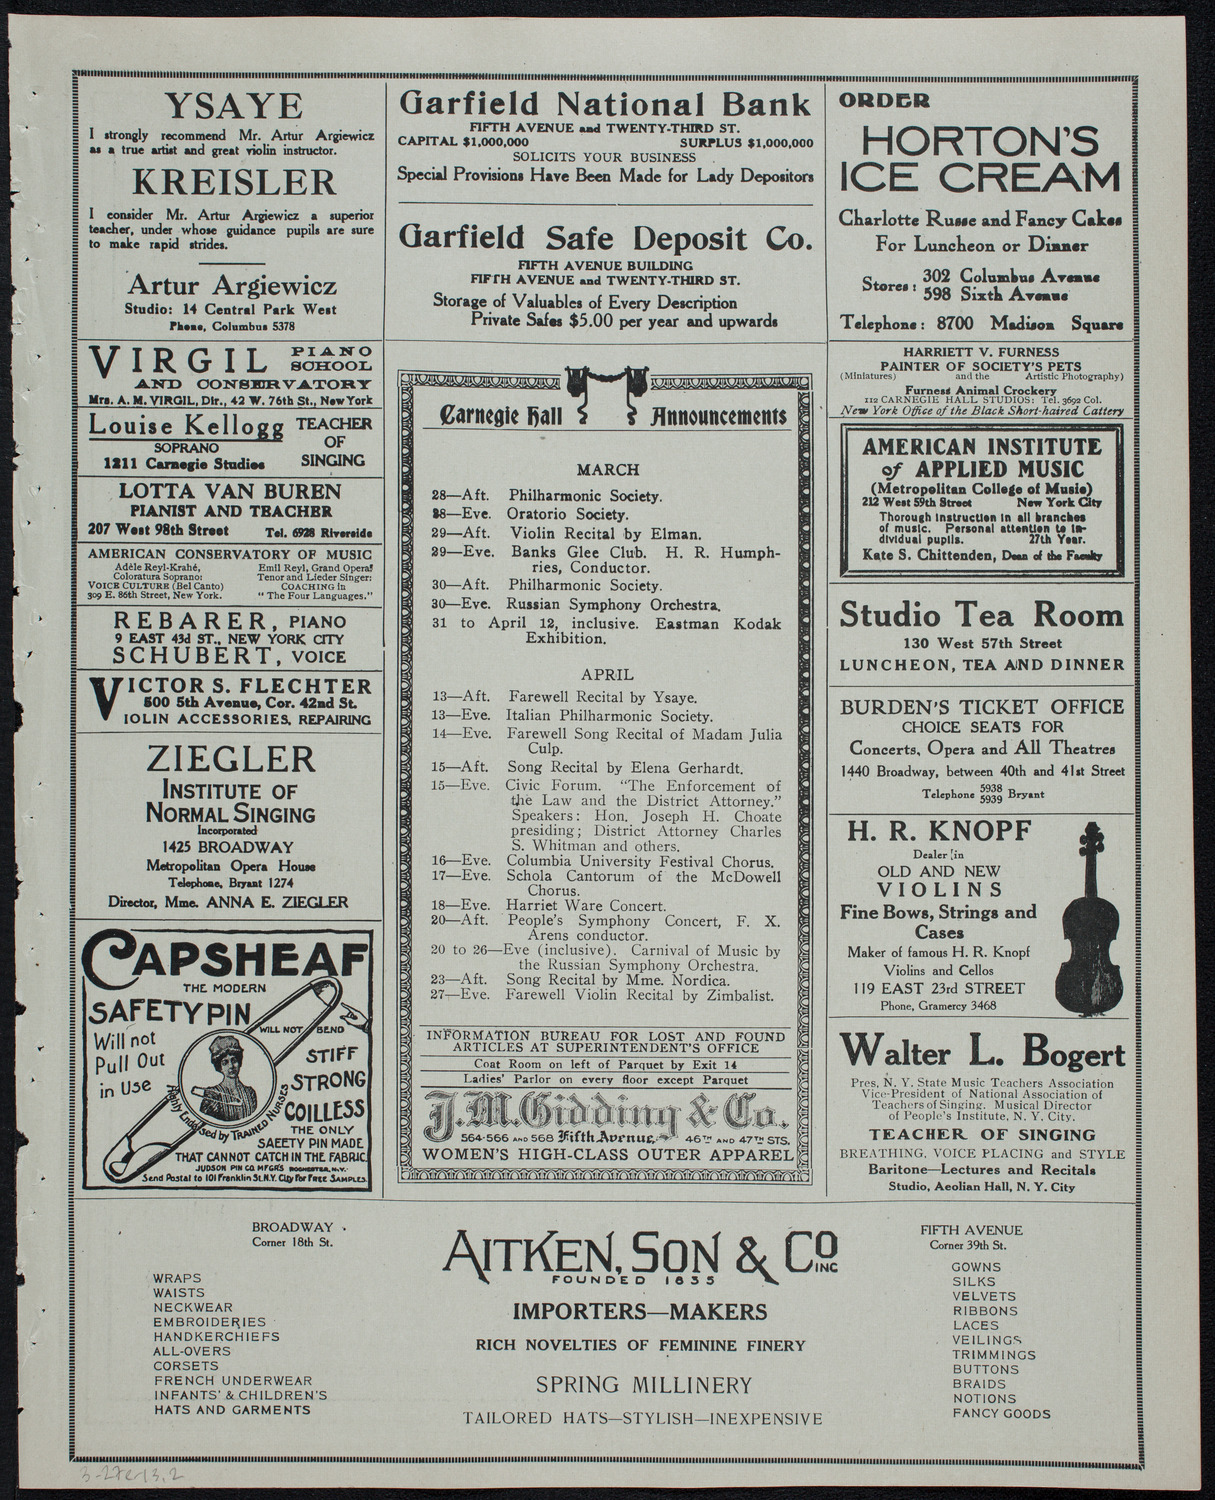 YSAYE
I strongly recommend Mr. Artur Argiewicz
as a true artist and great violin instructor.
KREISLER
I consider Mr. Artur Argiewicz a superior
teacher, under whose guidance pupils are sure
to make rapid strides.
Artur Argiewicz
Studio: 14 Central Park West
Phone, Columbus 5378
VIRGIL PIANO SCHOOL
AND CONSERVATORY
Mrs. A. M. VIRGIL, Dir., 42 W. 76th St., New York
Louise Kellogg
SOPRANO
1211 Carnegie Studios
TEACHER
OF
SINGING
LOTTA VAN BUREN
PIANIST AND TEACHER
207 West 98th Street Tel. 6928 Riverside
AMERICAN CONSERVATORY OF MUSIC
Adèle Reyl-Krahé,
Coloratura Soprano:
VOICE CULTURE (Bel Canto)
309 E. 86th Street, New York.
Emil Reyl, Grand Opera
Tenor and Lieder Singer:
COACHING in
"The Four Languages."
REBARER, PIANO
9 EAST 43d ST., NEW YORK CITY
SCHUBERT, VOICE
VICTOR S. FLECHTER
500 5th Avenue, Cor. 42nd St.
IOLIN ACCESSORIES, REPAIRING
ZIEGLER
INSTITUTE OF
NORMAL SINGING
Incorporated
1425 BROADWAY
Metropolitan Opera House
Telephone, Bryant 1274
Director, Mme. ANNA E. ZIEGLER
CAPSHEAF
THE MODERN
SAFETY PIN
WILL NOT BEND
Will not
Pull Out
in Use
STIFF
STRONG
COILLESS
Highly Endorsed by TRAINED NURSES
THE ONLY
SAFETY PIN MADE
THAT CANNOT CATCH IN THE FABRIC
JUDSON PIN CO. MFGRS ROCHESTER, N.Y.
Send Postal to 101 Franklin St. N.Y. City for FREE SAMPLES.
Garfield National Bank
FIFTH AVENUE and TWENTY-THIRD ST.
CAPITAL $1,000,000 SURPLUS $1,000,000
SOLICITS YOUR BUSINESS
Special Provisions Have Been Made for Lady Depositors
Garfield Safe Deposit Co.
FIFTH AVENUE BUILDING
FIFTH AVENUE and TWENTY-THIRD ST.
Storage of Valuables of Every Description
Private Safes $5.00 per year and upwards
Carnegie Hall Announcements
MARCH
28—Aft. Philharmonic Society.
28—Eve. Oratorio Society.
29—Aft. Violin Recital by Elman.
29—Eve. Banks Glee Club. H. R. Humph-
ries, Conductor.
30—Aft. Philharmonic Society.
30—Eve. Russian Symphony Orchestra.
31 to April 12, inclusive. Eastman Kodak
Exhibition.
APRIL
13—Aft. Farewell Recital by Ysaye.
13—Eve. Italian Philharmonic Society.
14—Eve. Farewell Song Recital of Madam Julia
Culp.
15—Aft. Song Recital by Elena Gerhardt.
15—Eve. Civic Forum. "The Enforcement of
the Law and the District Attorney."
Speakers: Hon. Joseph H. Choate
presiding; District Attorney Charles
S. Whitman and others.
16—Eve. Columbia University Festival Chorus.
17—Eve. Schola Cantorum of the McDowell
Chorus.
18—Eve. Harriet Ware Concert.
20—Aft. People's Symphony Concert, F. X.
Arens conductor.
20 to 26—Eve (inclusive). Carnival of Music by
the Russian Symphony Orchestra.
23—Aft. Song Recital by Mme. Nordica.
27—Eve. Farewell Violin Recital by Zimbalist.
INFORMATION BUREAU FOR LOST AND FOUND
ARTICLES AT SUPERINTENDENT'S OFFICE
Coat Room on left of Parquet by Exit 14
Ladies' Parlor on every floor except Parquet
J.M. Gidding & Co.
564-566 AND 568 Fifth Avenue, 46TH AND 47TH STS.
WOMEN'S HIGH-CLASS OUTER APPAREL
ORDER
HORTON'S
ICE CREAM
Charlotte Russe and Fancy Cakes
For Luncheon or Dinner
Stores: 302 Columbus Avenue
598 Sixth Avenue
Telephone: 8700 Madison Square
HARRIETT V. FURNESS
PAINTER OF SOCIETY'S PETS
(Miniatures) and the Artistic Photography)
Furness Animal Crockery
112 CARNEGIE HALL STUDIOS: Tel. 3692 Col.
New York Office of the Black Short-haired Cattery
AMERICAN INSTITUTE
of APPLIED MUSIC
(Metropolitan College of Music)
212 West 59th Street New York City
Thorough instruction in all branches
of music. Personal attention to in-
dividual pupils. 27th Year.
Kate S. Chittenden, Dean of the Faculty
Studio Tea Room
130 West 57th Street
LUNCHEON, TEA AND DINNER
BURDEN'S TICKET OFFICE
CHOICE SEATS FOR
Concerts, Opera and All Theatres
1440 Broadway, between 40th and 41st Street
Telephone 5938 5939 Bryant
H. R. KNOPF
Dealer in
OLD AND NEW
VIOLINS
Fine Bows, Strings and
Cases
Maker of famous H. R. Knopf
Violins and Cellos
119 EAST 23rd STREET
Phone, Gramercy 3468
Walter L. Bogert
Pres. N. Y. State Music Teachers Association
Vice-President of National Association of
Teachers of Singing. Musical Director
of People's Institute. N. Y. City.
TEACHER OF SINGING
BREATHING, VOICE PLACING and STYLE
Baritone—Lectures and Recitals
Studio, Aeolian Hall, N. Y. City
BROADWAY
Corner 18th St.
WRAPS
WAISTS
NECKWEAR
EMBROIDERIES
HANDKERCHIEFS
ALL-OVERS
CORSETS
FRENCH UNDERWEAR
INFANTS' & CHILDREN'S
HATS AND GARMENTS
AITKEN, SON & CO INC
FOUNDED 1835
IMPORTERS—MAKERS
RICH NOVELTIES OF FEMININE FINERY
SPRING MILLINERY
TAILORED HATS—STYLISH—INEXPENSIVE
FIFTH AVENUE
Corner 39th St.
GOWNS
SILKS
VELVETS
RIBBONS
LACES
VEILINGS
TRIMMINGS
BUTTONS
BRAIDS
NOTIONS
FANCY GOODS
3-27e-13.2